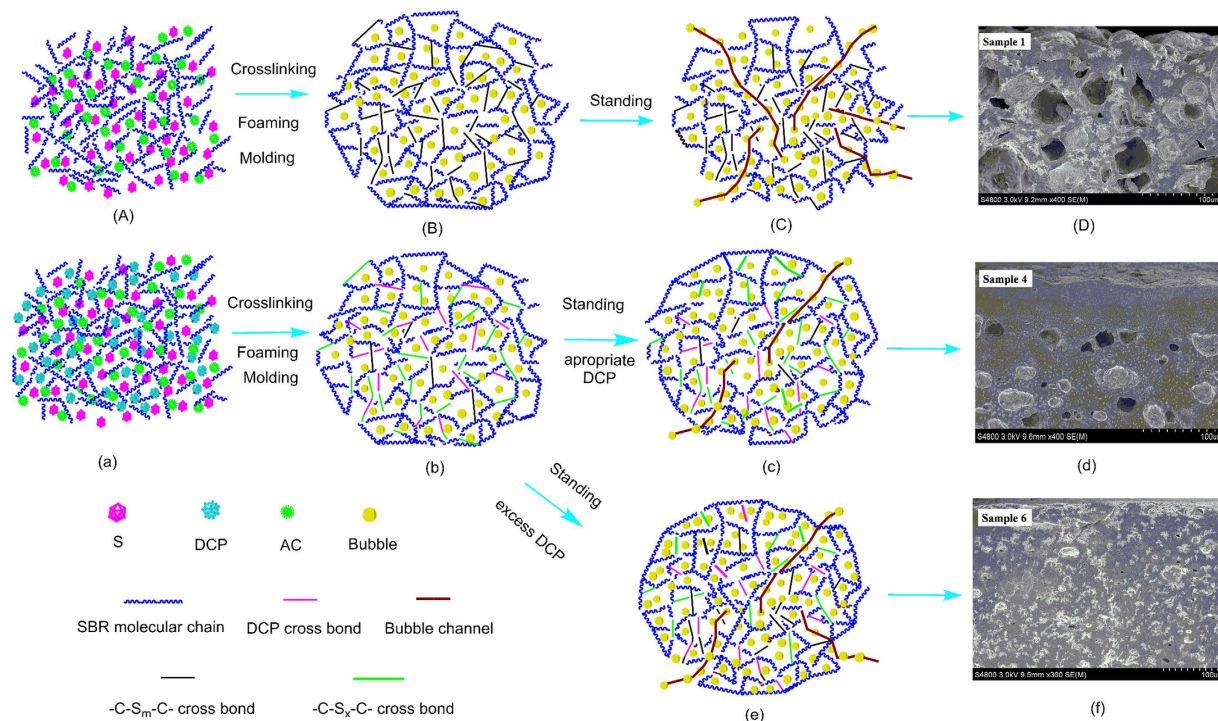 Crosslinking
Foaming
Molding
Standing
Sample 1
S4800 3.0kV 9.2mm x400 SE(M)
100um
(A)
(B)
(C)
(D)
Crosslinking
Foaming
Molding
Standing
apropriate
DCP
Sample 4
S4800 3.0kV 9.6mm x400 SE(M)
100um
(a)
(b)
(c)
(d)
Standing
excess DCP
S
DCP
AC
Bubble
SBR molecular chain
DCP cross bond
Bubble channel
-C-Sm-C- cross bond
-C-Sx-C- cross bond
Sample 6
S4800 3.0kV 9.5mm x300 SE(M)
100um
(e)
(f)